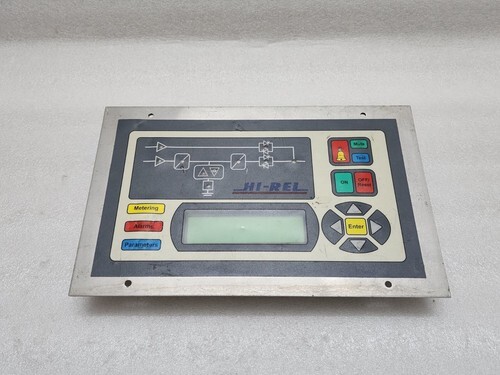 Mute
Test
ON
OFF/
Reset
HI-REL
Metering
Alarms
Parameters
Enter